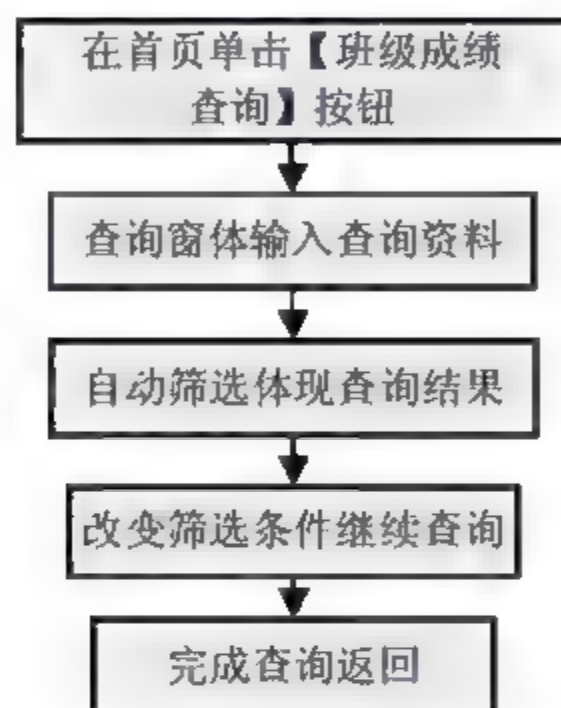 在首页单击【班级成绩
查询】按钮
查询窗体输入查询资料
自动筛选体现查询结果
改变筛选条件继续查询
完成查询返回